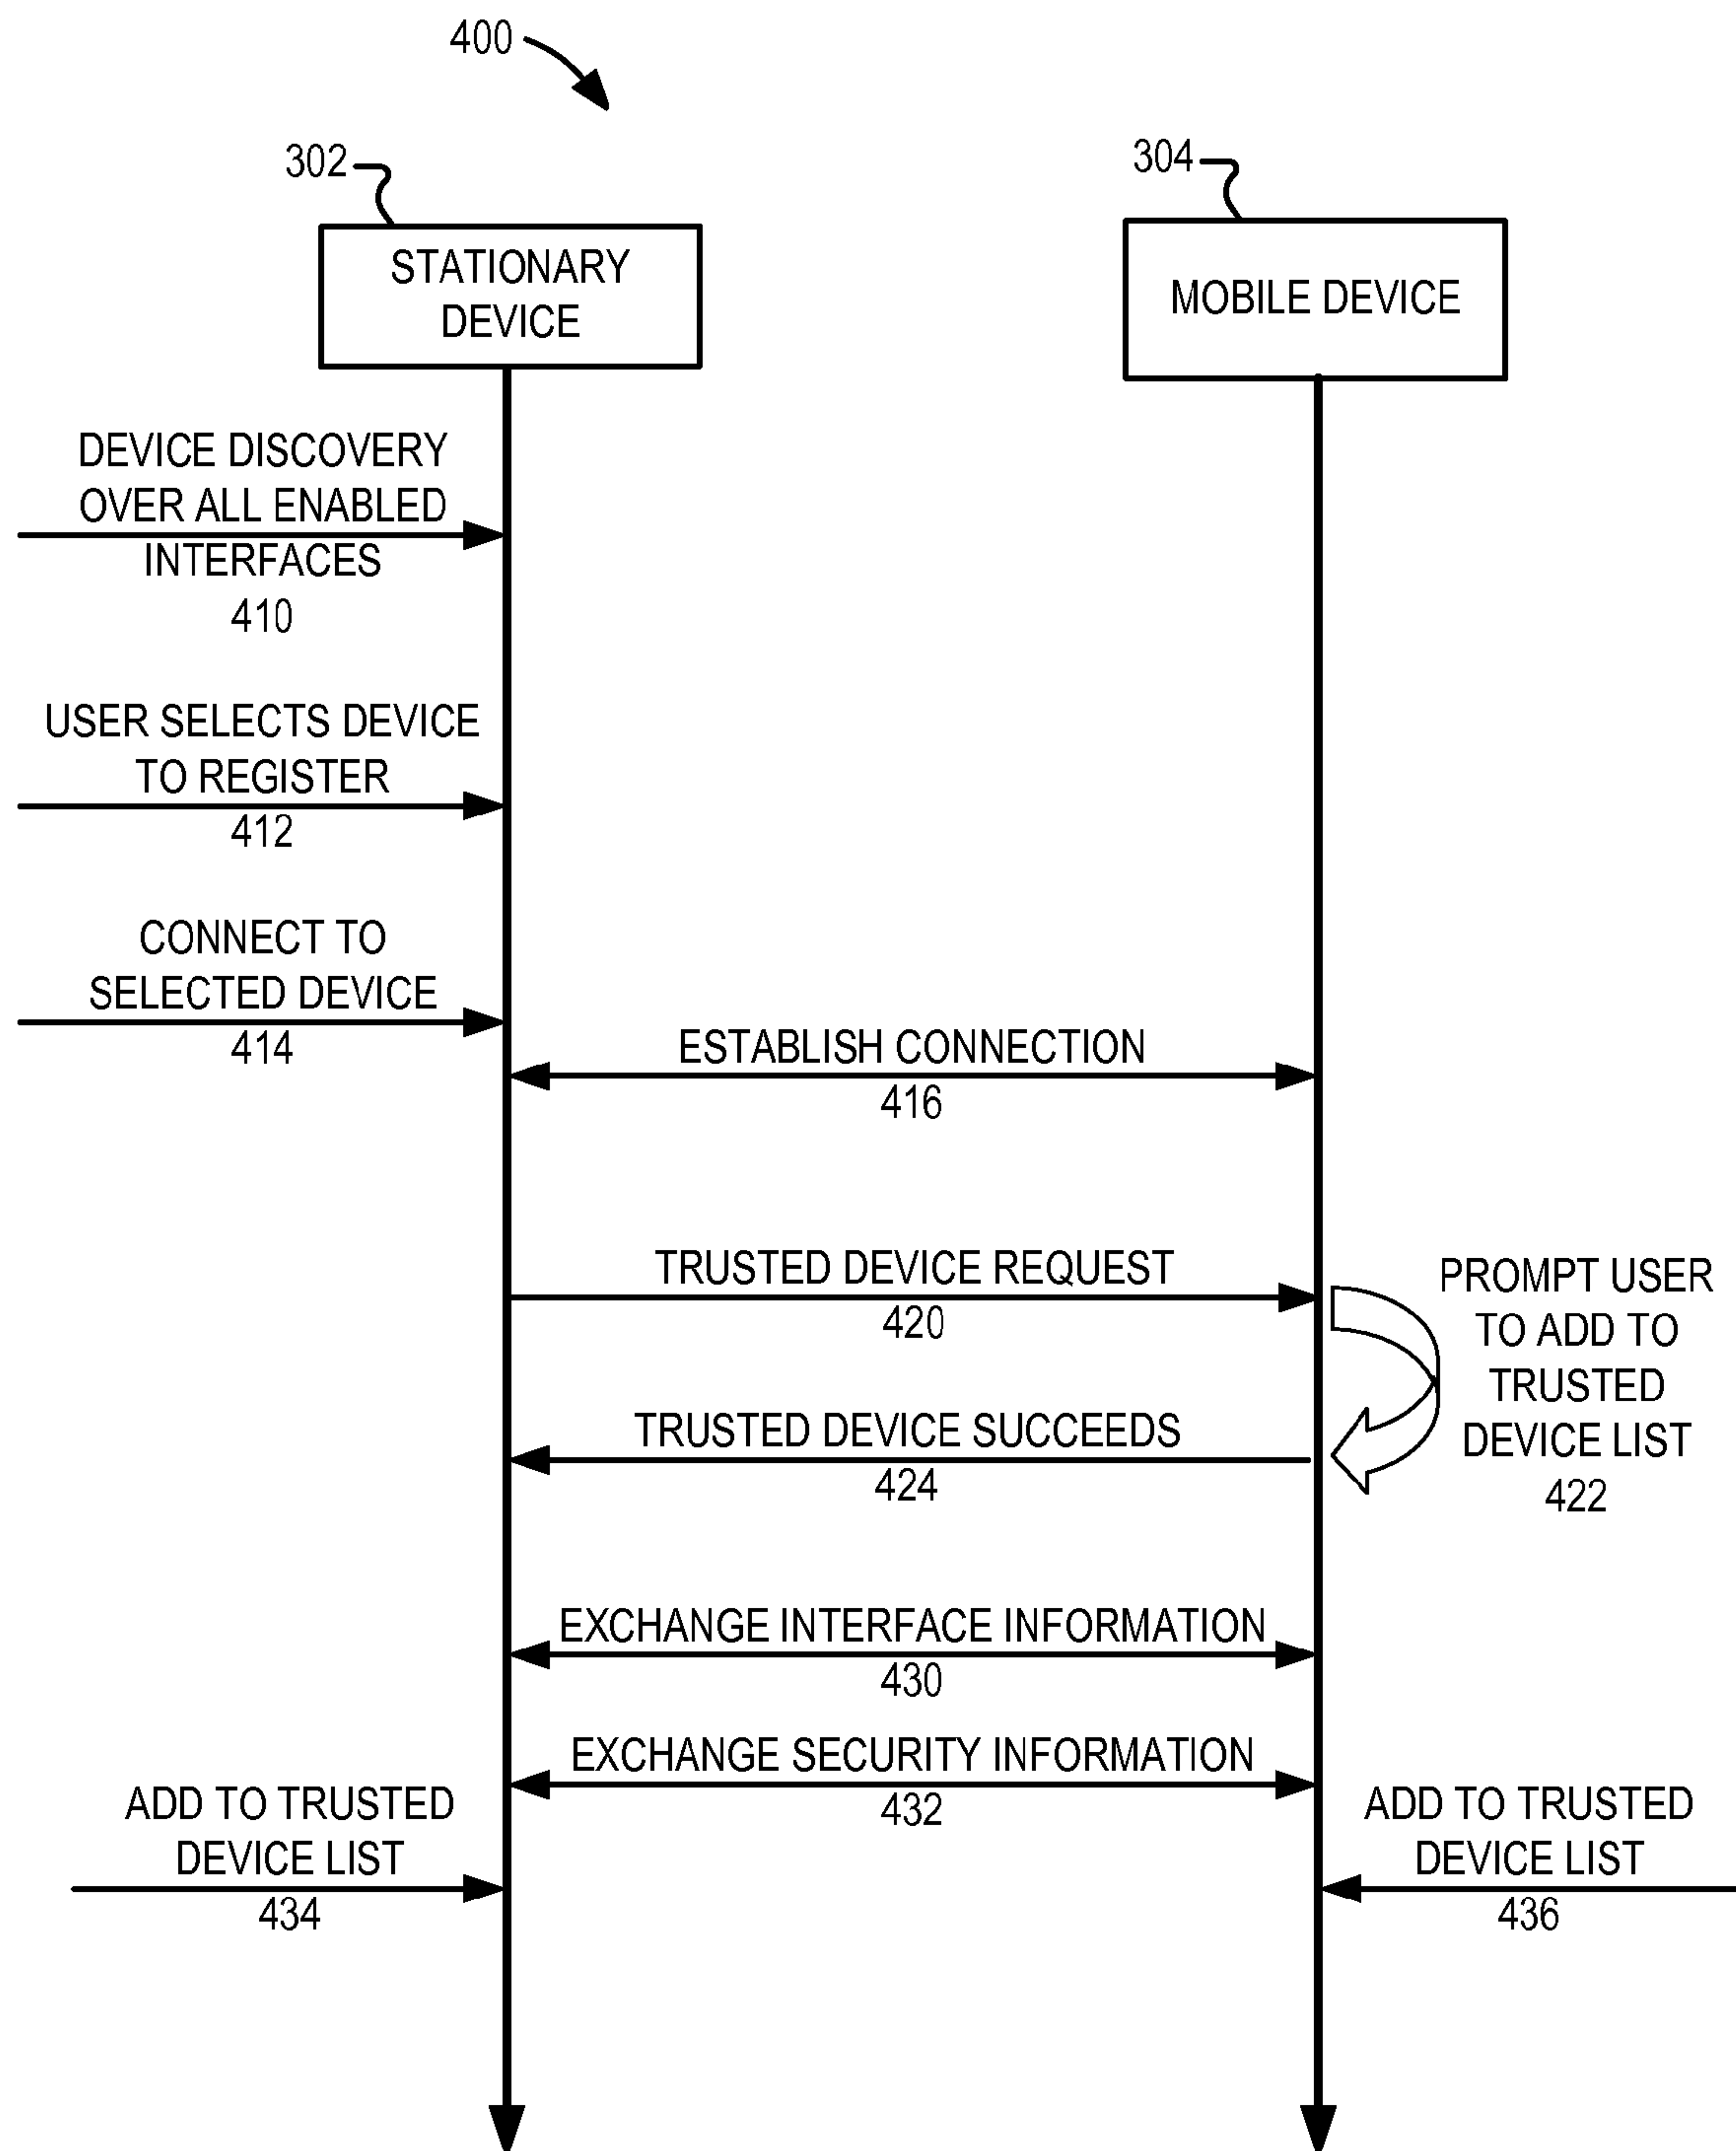 400
302
304
STATIONARY
DEVICE
MOBILE DEVICE
DEVICE DISCOVERY
OVER ALL ENABLED
INTERFACES
410
USER SELECTS DEVICE
TO REGISTER
412
CONNECT TO
SELECTED DEVICE
414
ESTABLISH CONNECTION
416
TRUSTED DEVICE REQUEST
420
PROMPT USER
TO ADD TO
TRUSTED
DEVICE LIST
422
TRUSTED DEVICE SUCCEEDS
424
EXCHANGE INTERFACE INFORMATION
430
EXCHANGE SECURITY INFORMATION
432
ADD TO TRUSTED
DEVICE LIST
434
ADD TO TRUSTED
DEVICE LIST
436